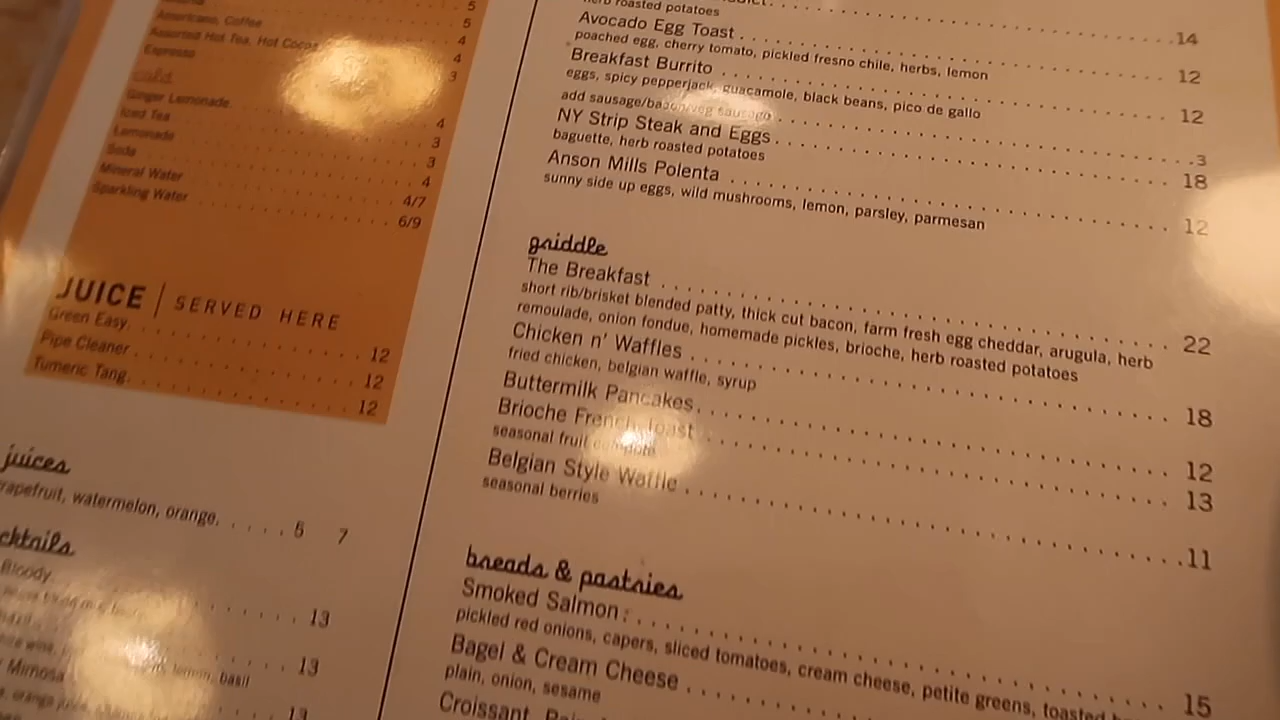 5
Americano, Coffee 5
Assorted Hot Tea, Hot Cocoa 4
Espresso 4
3
cold
Ginger Lemonade 4
Iced Tea 3
Lemonade 3
Soda 4
Mineral Water 4/7
Sparkling Water 6/9
JUICE | SERVED HERE
Green Easy 12
Pipe Cleaner 12
Tumeric Tang 12
juices
rapefruit, watermelon, orange 5 7
cktails
Bloody 13
13
lemon, basil
Mimosa 13
orange juice
herb roasted potatoes 14
Avocado Egg Toast 12
poached egg, cherry tomato, pickled fresno chile, herbs, lemon
Breakfast Burrito 12
eggs, spicy pepperjack, guacamole, black beans, pico de gallo
add sausage/bacon/veg sausage 3
NY Strip Steak and Eggs 18
baguette, herb roasted potatoes
Anson Mills Polenta 12
sunny side up eggs, wild mushrooms, lemon, parsley, parmesan
griddle
The Breakfast 22
short rib/brisket blended patty, thick cut bacon, farm fresh egg cheddar, arugula, herb
remoulade, onion fondue, homemade pickles, brioche, herb roasted potatoes
Chicken n' Waffles 18
fried chicken, belgian waffle, syrup
Buttermilk Pancakes 12
Brioche French Toast 13
seasonal fruit compote
Belgian Style Waffle 11
seasonal berries
breads & pastries
Smoked Salmon 15
pickled red onions, capers, sliced tomatoes, cream cheese, petite greens, toasted
Bagel & Cream Cheese
plain, onion, sesame
Croissant